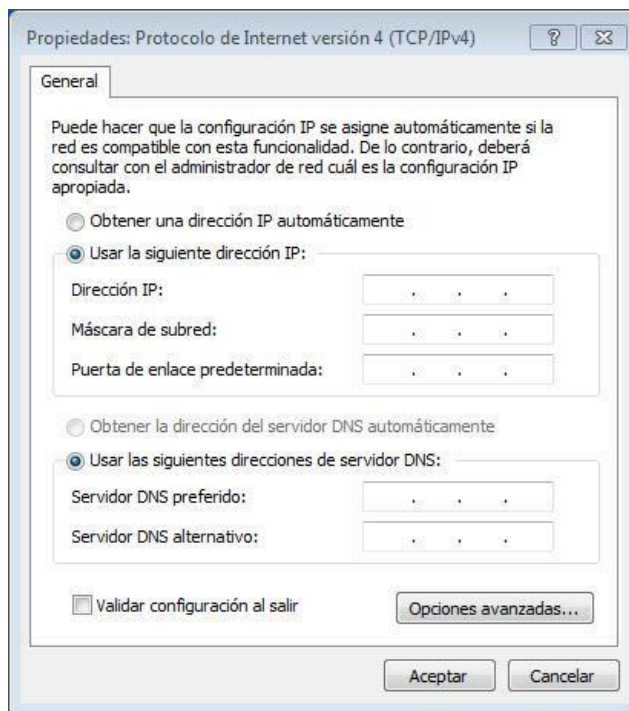 Propiedades: Protocolo de Internet versión 4 (TCP/IPv4)
General
Puede hacer que la configuración IP se asigne automáticamente si la
red es compatible con esta funcionalidad. De lo contrario, deberá
consultar con el administrador de red cuál es la configuración IP
apropiada.
Obtener una dirección IP automáticamente
Usar la siguiente dirección IP:
Dirección IP: . . .
Máscara de subred: . . .
Puerta de enlace predeterminada: . . .
Obtener la dirección del servidor DNS automáticamente
Usar las siguientes direcciones de servidor DNS:
Servidor DNS preferido: . . .
Servidor DNS alternativo: . . .
Validar configuración al salir
Opciones avanzadas...
Aceptar Cancelar